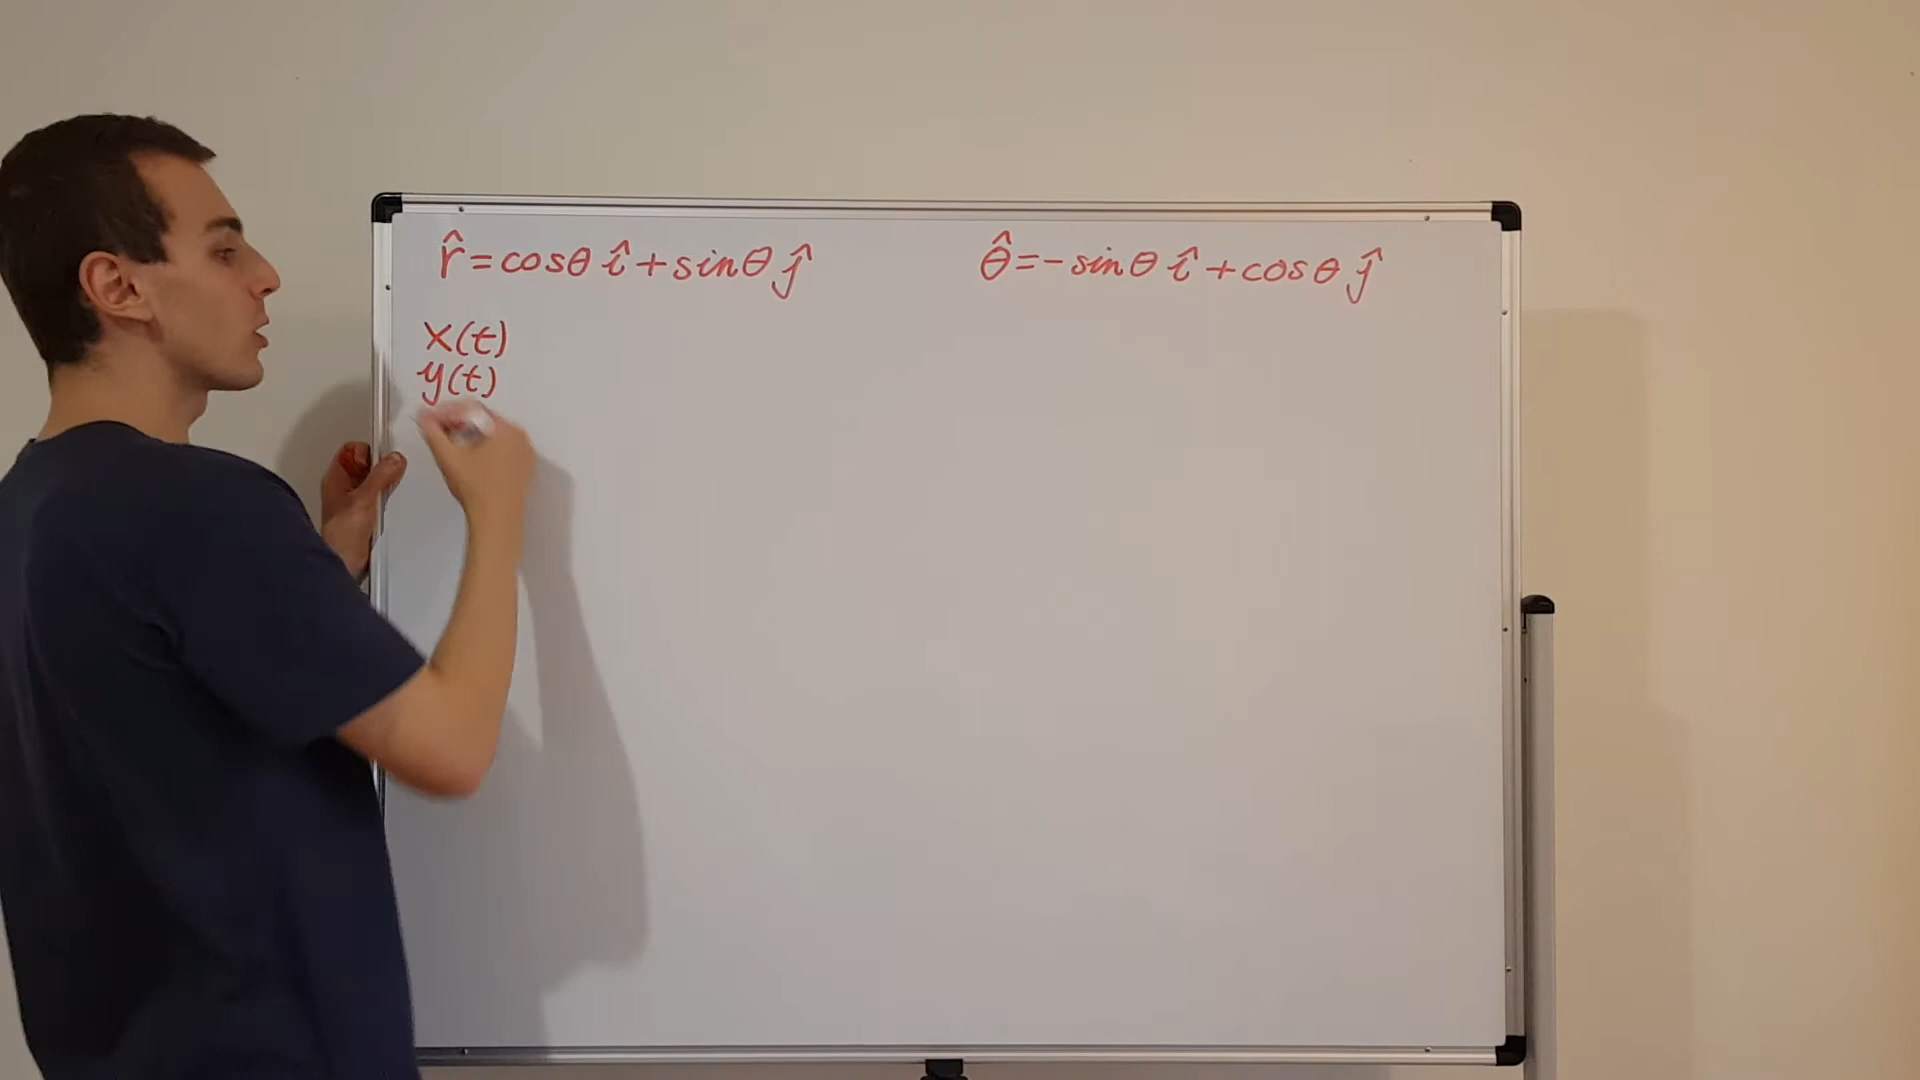 r̂=cosθ î+sinθ ĵ
θ̂=-sinθ î+cosθ ĵ
x(t)
y(t)